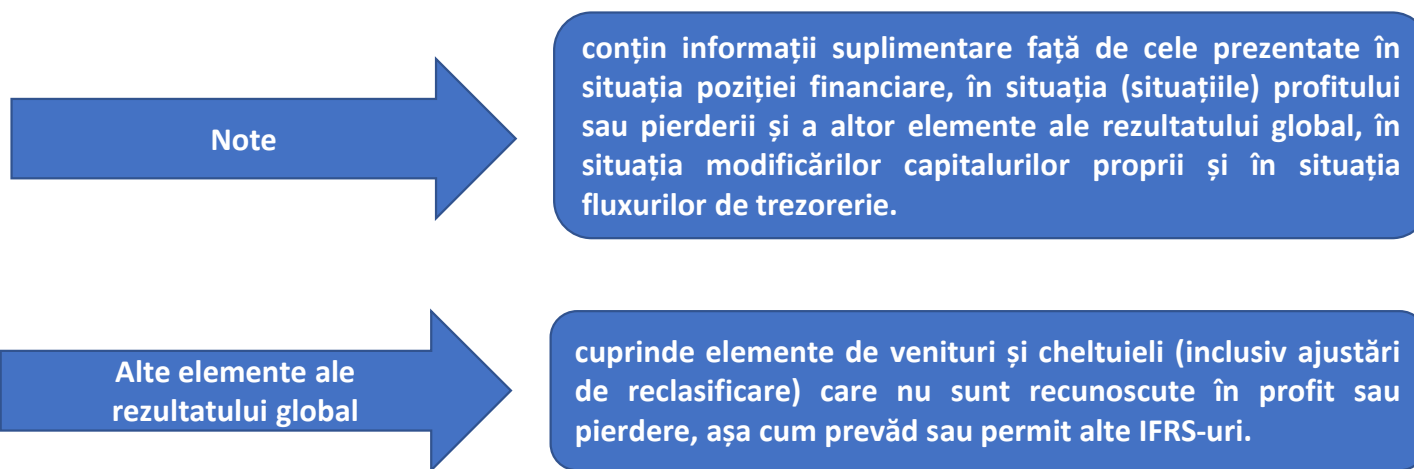 Note
conțin informații suplimentare față de cele prezentate în
situația poziției financiare, în situația (situațiile) profitului
sau pierderii și a altor elemente ale rezultatului global, în
situația modificărilor capitalurilor proprii și în situația
fluxurilor de trezorerie.
Alte elemente ale
rezultatului global
cuprinde elemente de venituri și cheltuieli (inclusiv ajustări
de reclasificare) care nu sunt recunoscute în profit sau
pierdere, așa cum prevăd sau permit alte IFRS-uri.